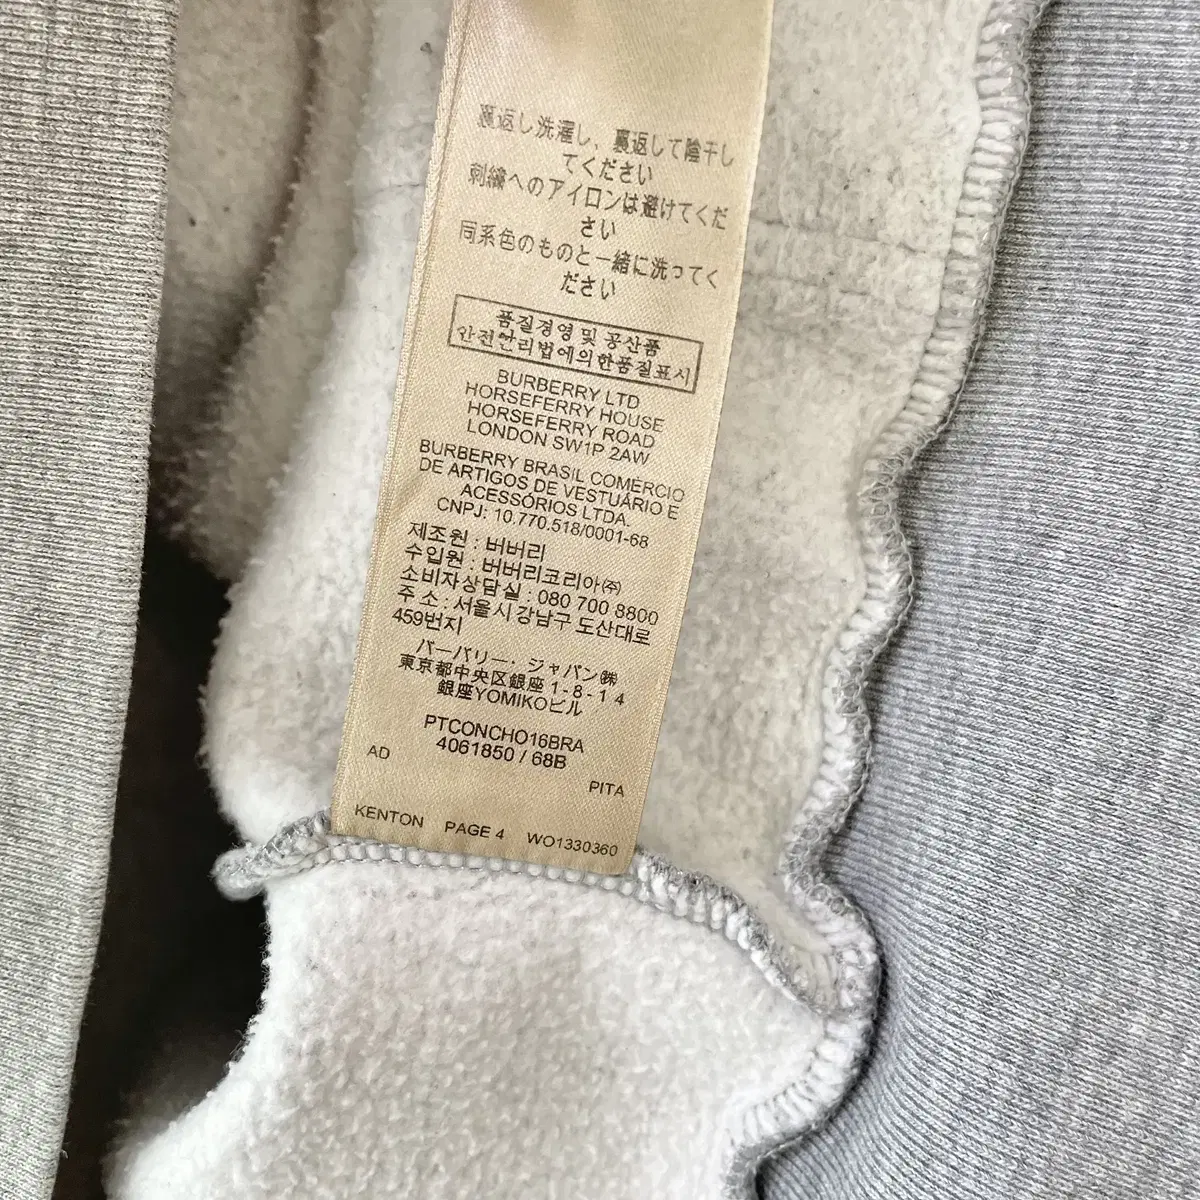 裏返し洗濯し、裏返して陰干し
てください
刺繍へのアイロンは避けてくだ
さい
同系色のものと一緒に洗ってく
ださい
품질경영 및 공산품
안전관리법에의한품질표시
BURBERRY LTD
HORSEFERRY HOUSE
HORSEFERRY ROAD
LONDON SW1P 2AW
BURBERRY BRASIL COMÉRCIO
DE ARTIGOS DE VESTUÁRIO E
ACESSÓRIOS LTDA.
CNPJ: 10.770.518/0001-68
제조원 : 버버리
수입원 : 버버리코리아㈜
소비자상담실 : 080 700 8800
주 소 : 서울시 강남구 도산대로
459번지
バーバリー・ジャパン㈱
東京都中央区銀座 1-8-14
銀座YOMIKOビル
PTCONCHO16BRA
4061850 / 68B
AD
PITA
KENTON PAGE 4 WO1330360